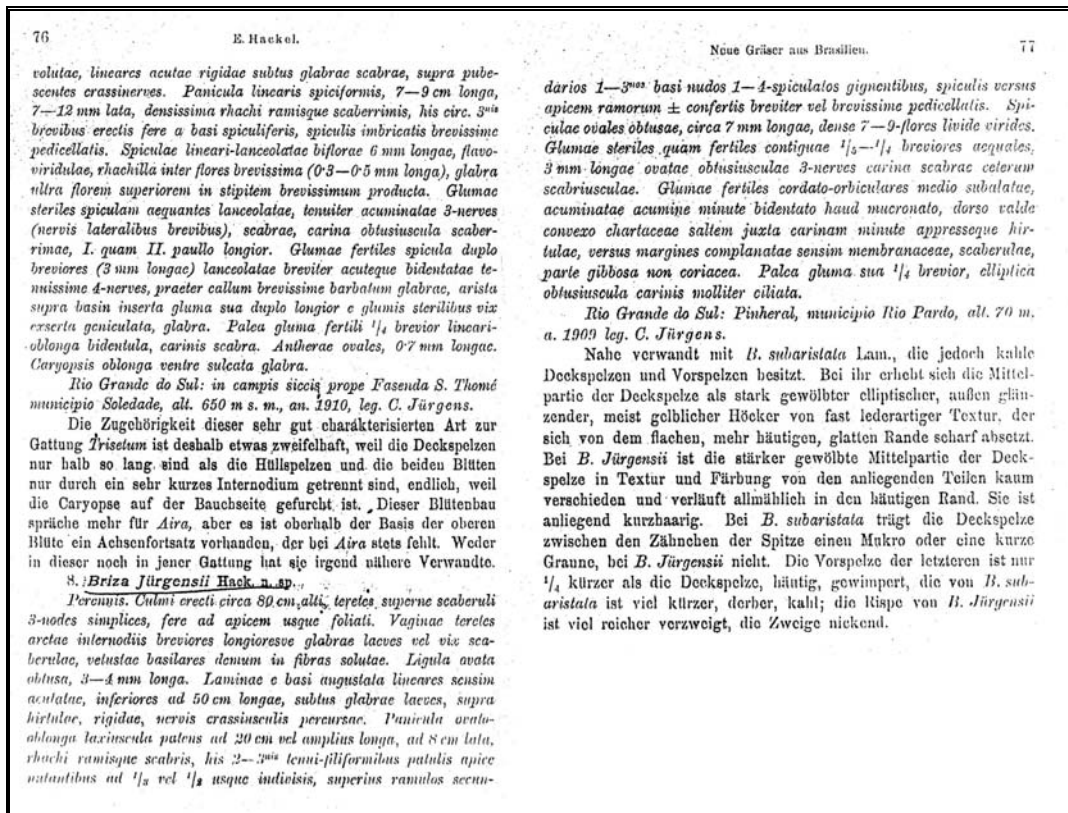 76
E. Hackel.
volutae, lineares acutae rigidae subtus glabrae scabrae, supra pube-
scentes crassinerves. Panicula linearis spiciformis, 7—9 cm longa,
7—12 mm lata, densissima rhachi ramisque scaberrimis, his circ. 3nis
brevibus erectis fere a basi spiculiferis, spiculis imbricatis brevissime
pedicellatis. Spiculae lineari-lanceolatae biflorae 6 mm longae, flavo-
viridulae, rhachilla inter flores brevissima (0·3—0·5 mm longa), glabra
ultra florem superiorem in stipitem brevissimum producta. Glumae
steriles spiculam aequantes lanceolatae, tenuiter acuminatae 3-nerves
(nervis lateralibus brevibus), scabrae, carina obtusiuscula scaber-
rimae, I. quam II. paullo longior. Glumae fertiles spicula duplo
breviores (3 mm longae) lanceolatae breviter acuteque bidentatae te-
nuissime 4-nerves, praeter callum brevissime barbatum glabrae, arista
supra basin inserta gluma sua duplo longior e glumis sterilibus vix
exserta geniculata, glabra. Palea gluma fertili 1/4 brevior lineari-
oblonga bidentula, carinis scabra. Antherae ovales, 0·7 mm longae.
Caryopsis oblonga ventre sulcata glabra.
Rio Grande do Sul: in campis siccis prope Fasenda S. Thomé
municipio Soledade, alt. 650 m s. m., an. 1910, leg. C. Jürgens.
Die Zugehörigkeit dieser sehr gut charakterisierten Art zur
Gattung Trisetum ist deshalb etwas zweifelhaft, weil die Deckspelzen
nur halb so lang sind als die Hüllspelzen und die beiden Blüten
nur durch ein sehr kurzes Internodium getrennt sind, endlich, weil
die Caryopse auf der Bauchseite gefurcht ist. Dieser Blütenbau
spräche mehr für Aira, aber es ist oberhalb der Basis der oberen
Blüte ein Achsenfortsatz vorhanden, der bei Aira stets fehlt. Weder
in dieser noch in jener Gattung hat sie irgend nähere Verwandte.
8. Briza Jürgensii Hack. n. sp.
Perennis. Culmi erecti circa 80 cm alti, teretes superne scaberuli
3-nodes simplices, fere ad apicem usque foliati. Vaginae teretes
arctae internodiis breviores longioresve glabrae laeves vel vix sca-
berulae, vetustae basilares demum in fibras solutae. Ligula ovata
obtusa, 3—4 mm longa. Laminae e basi angustata lineares sensim
acutatae, inferiores ad 50 cm longae, subtus glabrae laeves, supra
hirtulae, rigidae, nervis crassiusculis percursae. Panicula ovato-
oblonga laxiuscula patens ad 20 cm vel amplius longa, ad 8 cm lata,
rhachi ramisque scabris, his 2—3nis tenui-filiformibus patulis apice
nutantibus ad 1/3 vel 1/2 usque indivisis, superius ramulos secun-
Neue Gräser aus Brasilien.
77
dários 1—3nos basi nudos 1—4-spiculatos gignentibus, spiculis versus
apicem ramorum ± confertis breviter vel brevissime pedicellatis. Spi-
culae ovales obtusae, circa 7 mm longae, dense 7—9-flores livide virides.
Glumae steriles quam fertiles contiguae 1/5—1/4 breviores aequales,
3 mm longae ovatae obtusiusculae 3-nerves carina scabrae ceterum
scabriusculae. Glumae fertiles cordato-orbiculares medio subalatae,
acuminatae acumine minute bidentato haud mucronato, dorso valde
convexo chartaceae saltem juxta carinam minute appresseque hir-
tulae, versus margines complanatae sensim membranaceae, scaberulae,
parte gibbosa non coriacea. Palea gluma sua 1/4 brevior, elliptica
obtusiuscula carinis molliter ciliata.
Rio Grande do Sul: Pinheral, municipio Rio Pardo, alt. 70 m.
a. 1909 leg. C. Jürgens.
Nahe verwandt mit B. subaristata Lam., die jedoch kahle
Deckspelzen und Vorspelzen besitzt. Bei ihr erhebt sich die Mittel-
partie der Deckspelze als stark gewölbter elliptischer, außen glän-
zender, meist gelblicher Höcker von fast lederartiger Textur, der
sich von dem flachen, mehr häutigen, glatten Rande scharf absetzt.
Bei B. Jürgensii ist die stärker gewölbte Mittelpartie der Deck-
spelze in Textur und Färbung von den anliegenden Teilen kaum
verschieden und verläuft allmählich in den häutigen Rand. Sie ist
anliegend kurzhaarig. Bei B. subaristata trägt die Deckspelze
zwischen den Zähnchen der Spitze einen Mukro oder eine kurze
Granne, bei B. Jürgensii nicht. Die Vorspelze der letzteren ist nur
1/4 kürzer als die Deckspelze, häutig, gewimpert, die von B. sub-
aristata ist viel kürzer, derber, kahl; die Rispe von B. Jürgensii
ist viel reicher verzweigt, die Zweige nickend.